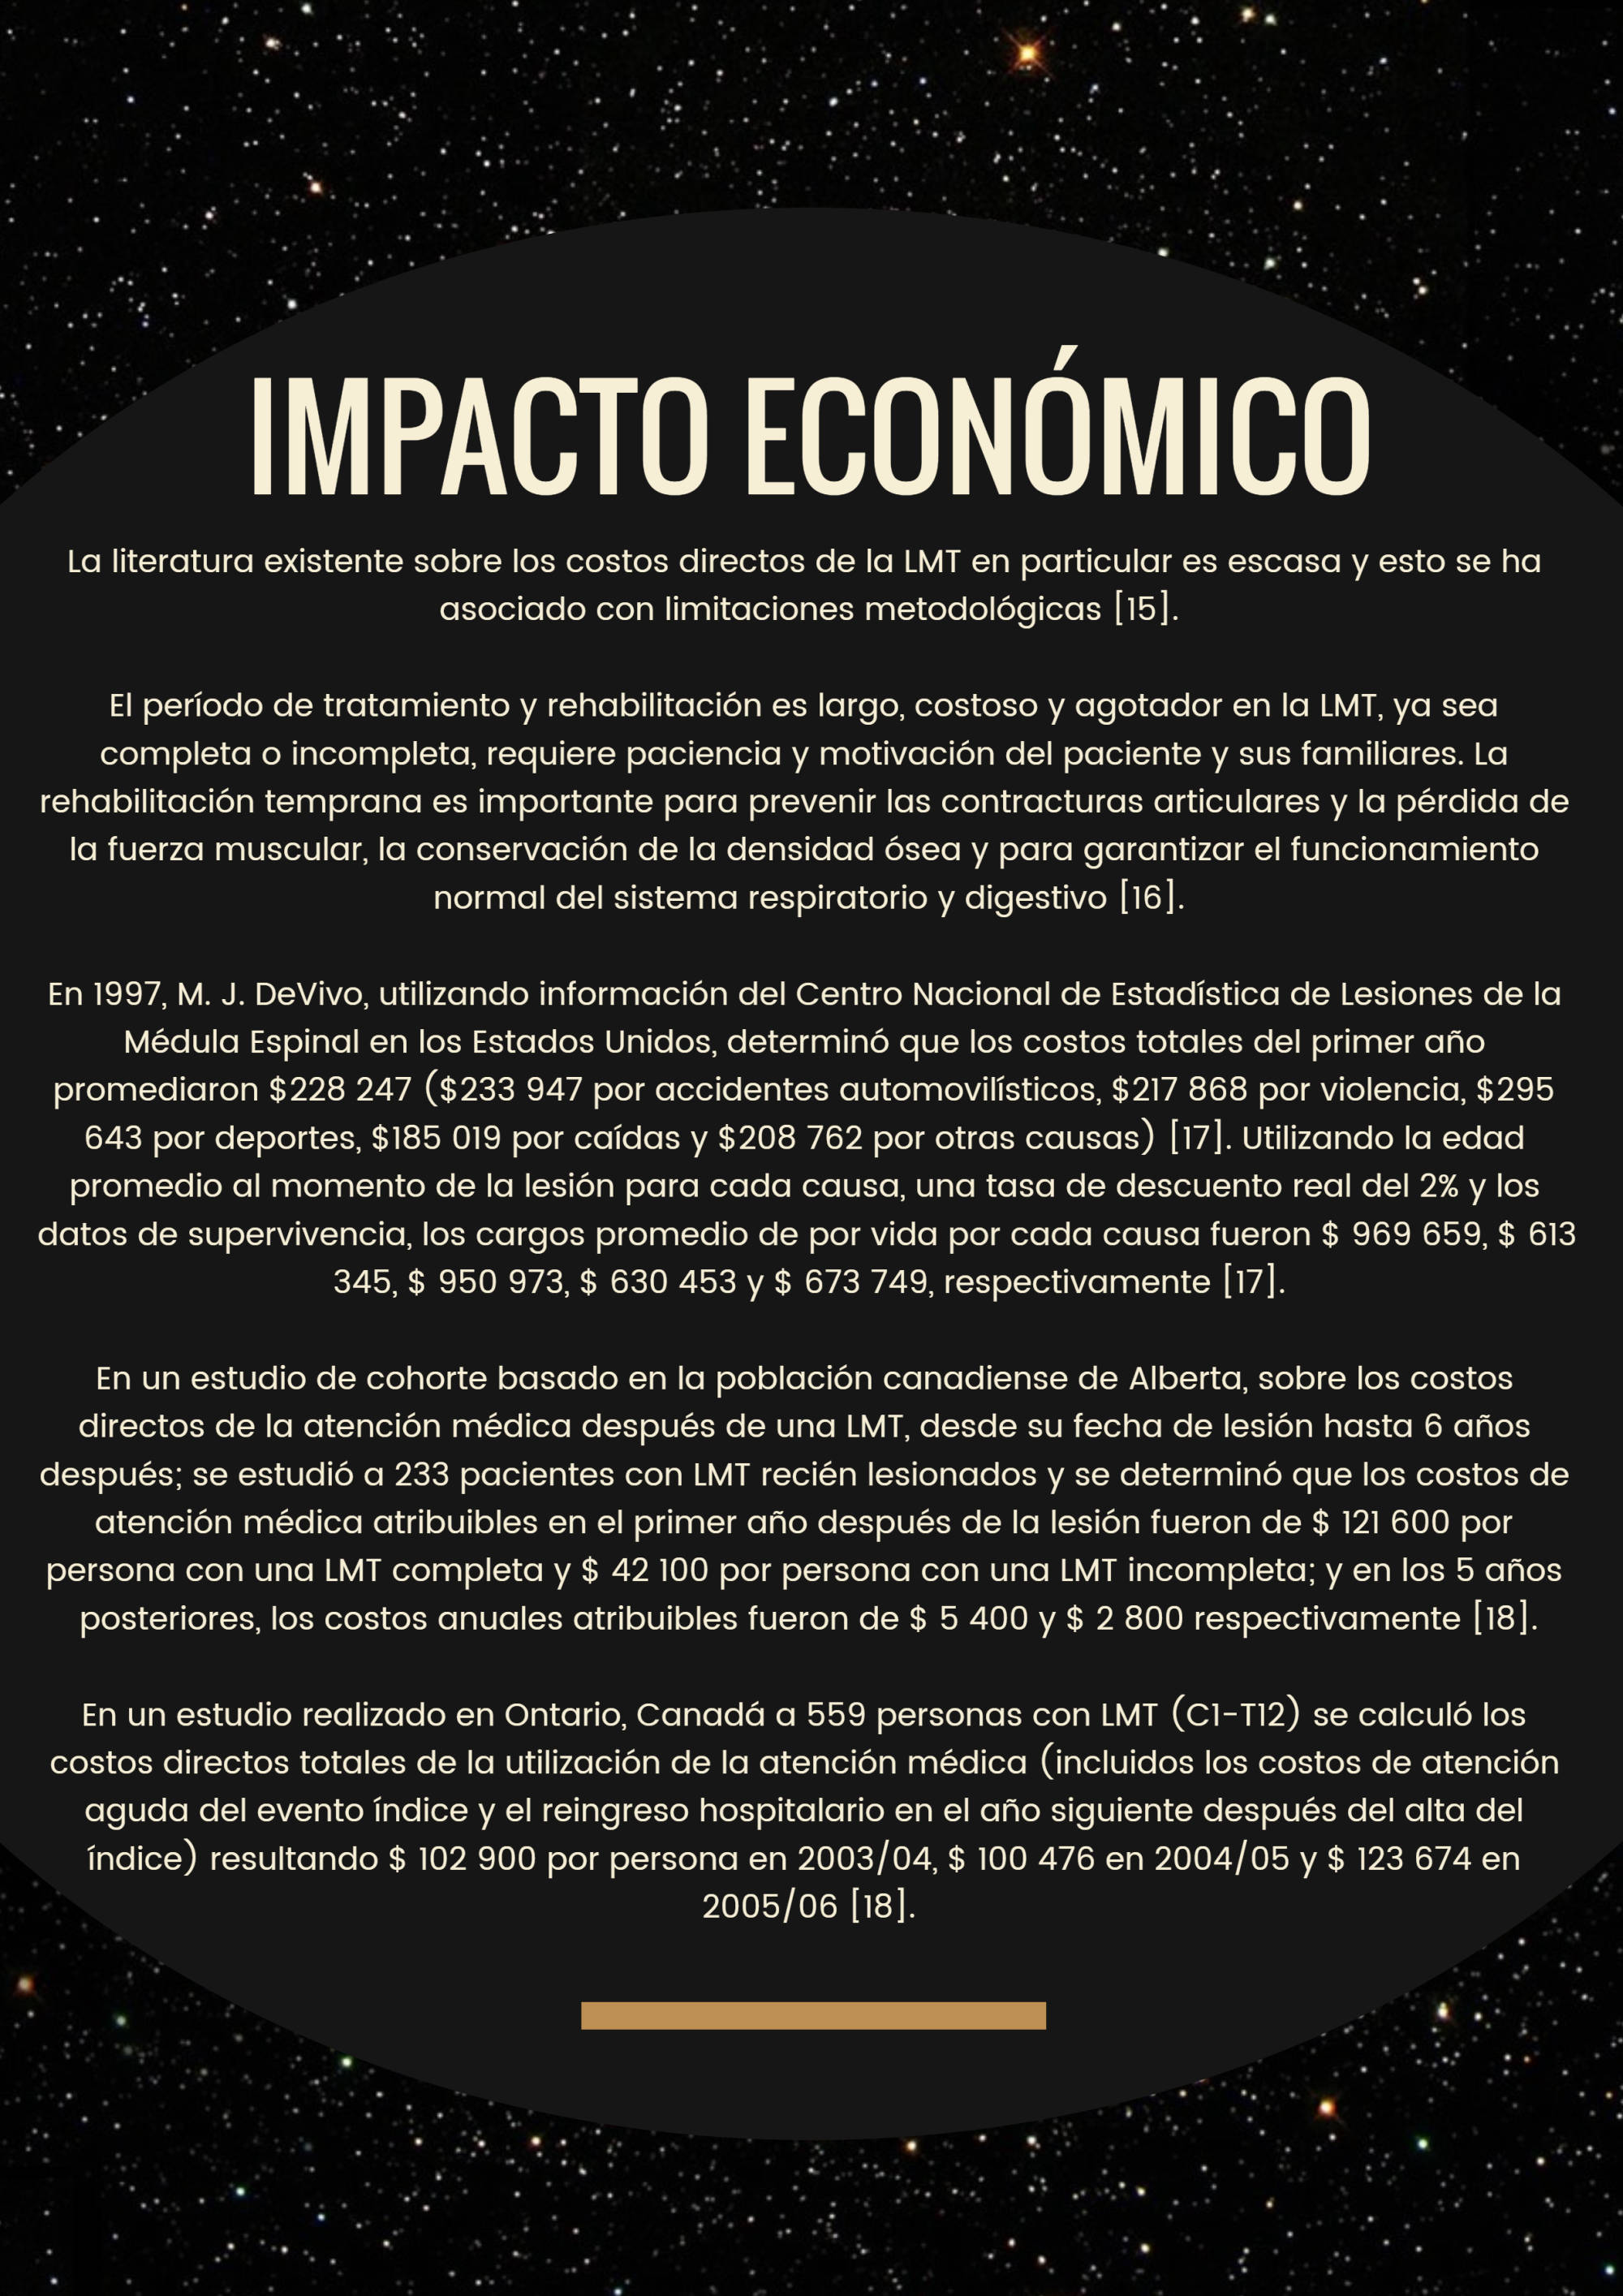 IMPACTO ECONÓMICO
La literatura existente sobre los costos directos de la LMT en particular es escasa y esto se ha
asociado con limitaciones metodológicas [15].
El período de tratamiento y rehabilitación es largo, costoso y agotador en la LMT, ya sea
completa o incompleta, requiere paciencia y motivación del paciente y sus familiares. La
rehabilitación temprana es importante para prevenir las contracturas articulares y la pérdida de
la fuerza muscular, la conservación de la densidad ósea y para garantizar el funcionamiento
normal del sistema respiratorio y digestivo [16].
En 1997, M. J. DeVivo, utilizando información del Centro Nacional de Estadística de Lesiones de la
Médula Espinal en los Estados Unidos, determinó que los costos totales del primer año
promediaron $228 247 ($233 947 por accidentes automovilísticos, $217 868 por violencia, $295
643 por deportes, $185 019 por caídas y $208 762 por otras causas) [17]. Utilizando la edad
promedio al momento de la lesión para cada causa, una tasa de descuento real del 2% y los
datos de supervivencia, los cargos promedio de por vida por cada causa fueron $ 969 659, $ 613
345, $ 950 973, $ 630 453 y $ 673 749, respectivamente [17].
En un estudio de cohorte basado en la población canadiense de Alberta, sobre los costos
directos de la atención médica después de una LMT, desde su fecha de lesión hasta 6 años
después; se estudió a 233 pacientes con LMT recién lesionados y se determinó que los costos de
atención médica atribuibles en el primer año después de la lesión fueron de $ 121 600 por
persona con una LMT completa y $ 42 100 por persona con una LMT incompleta; y en los 5 años
posteriores, los costos anuales atribuibles fueron de $ 5 400 y $ 2 800 respectivamente [18].
En un estudio realizado en Ontario, Canadá a 559 personas con LMT (C1-T12) se calculó los
costos directos totales de la utilización de la atención médica (incluidos los costos de atención
aguda del evento índice y el reingreso hospitalario en el año siguiente después del alta del
índice) resultando $ 102 900 por persona en 2003/04, $ 100 476 en 2004/05 y $ 123 674 en
2005/06 [18].